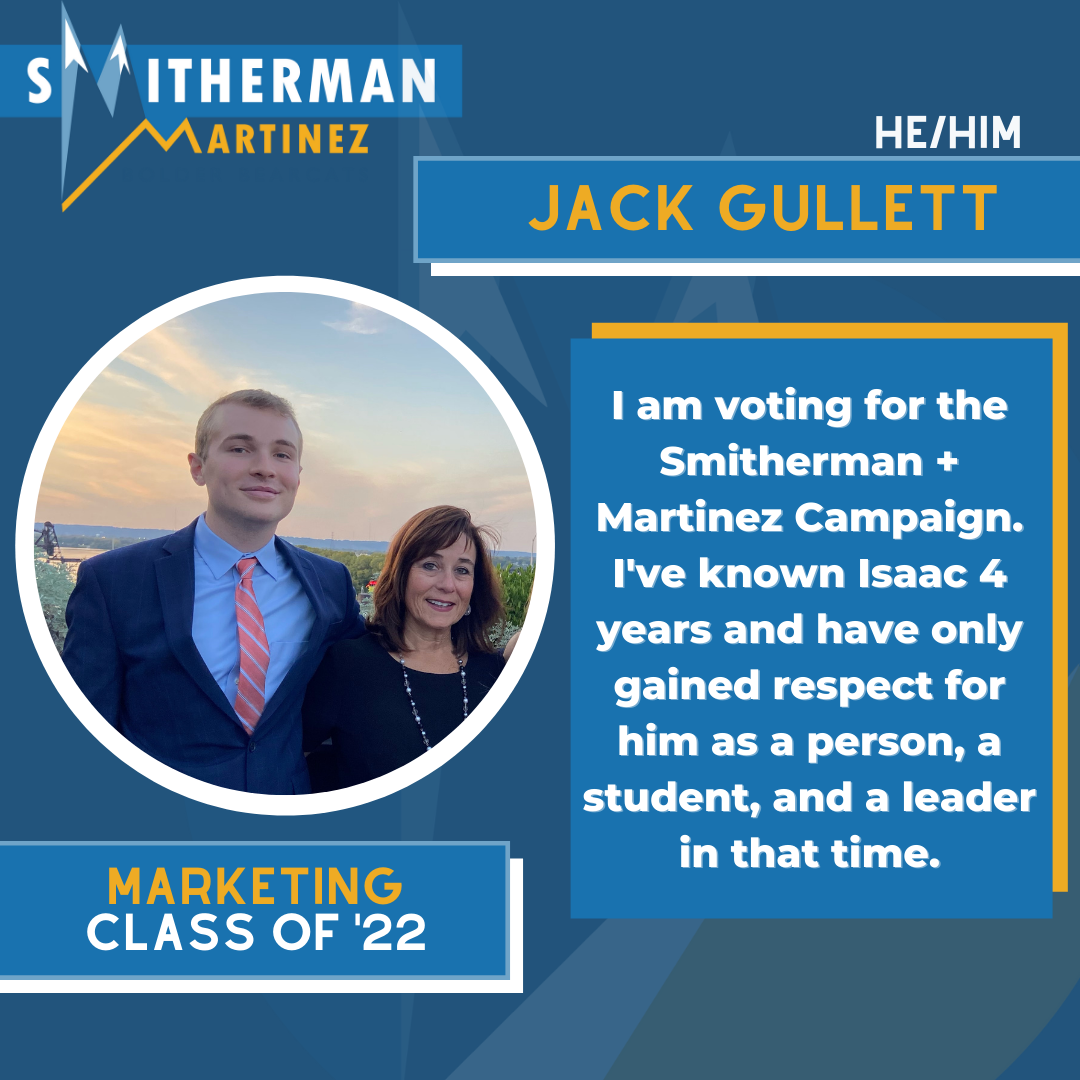 SMITHERMAN
MARTINEZ
HE/HIM
JACK GULLETT
I am voting for the
Smitherman +
Martinez Campaign.
I've known Isaac 4
years and have only
gained respect for
him as a person, a
student, and a leader
in that time.
MARKETING
CLASS OF '22